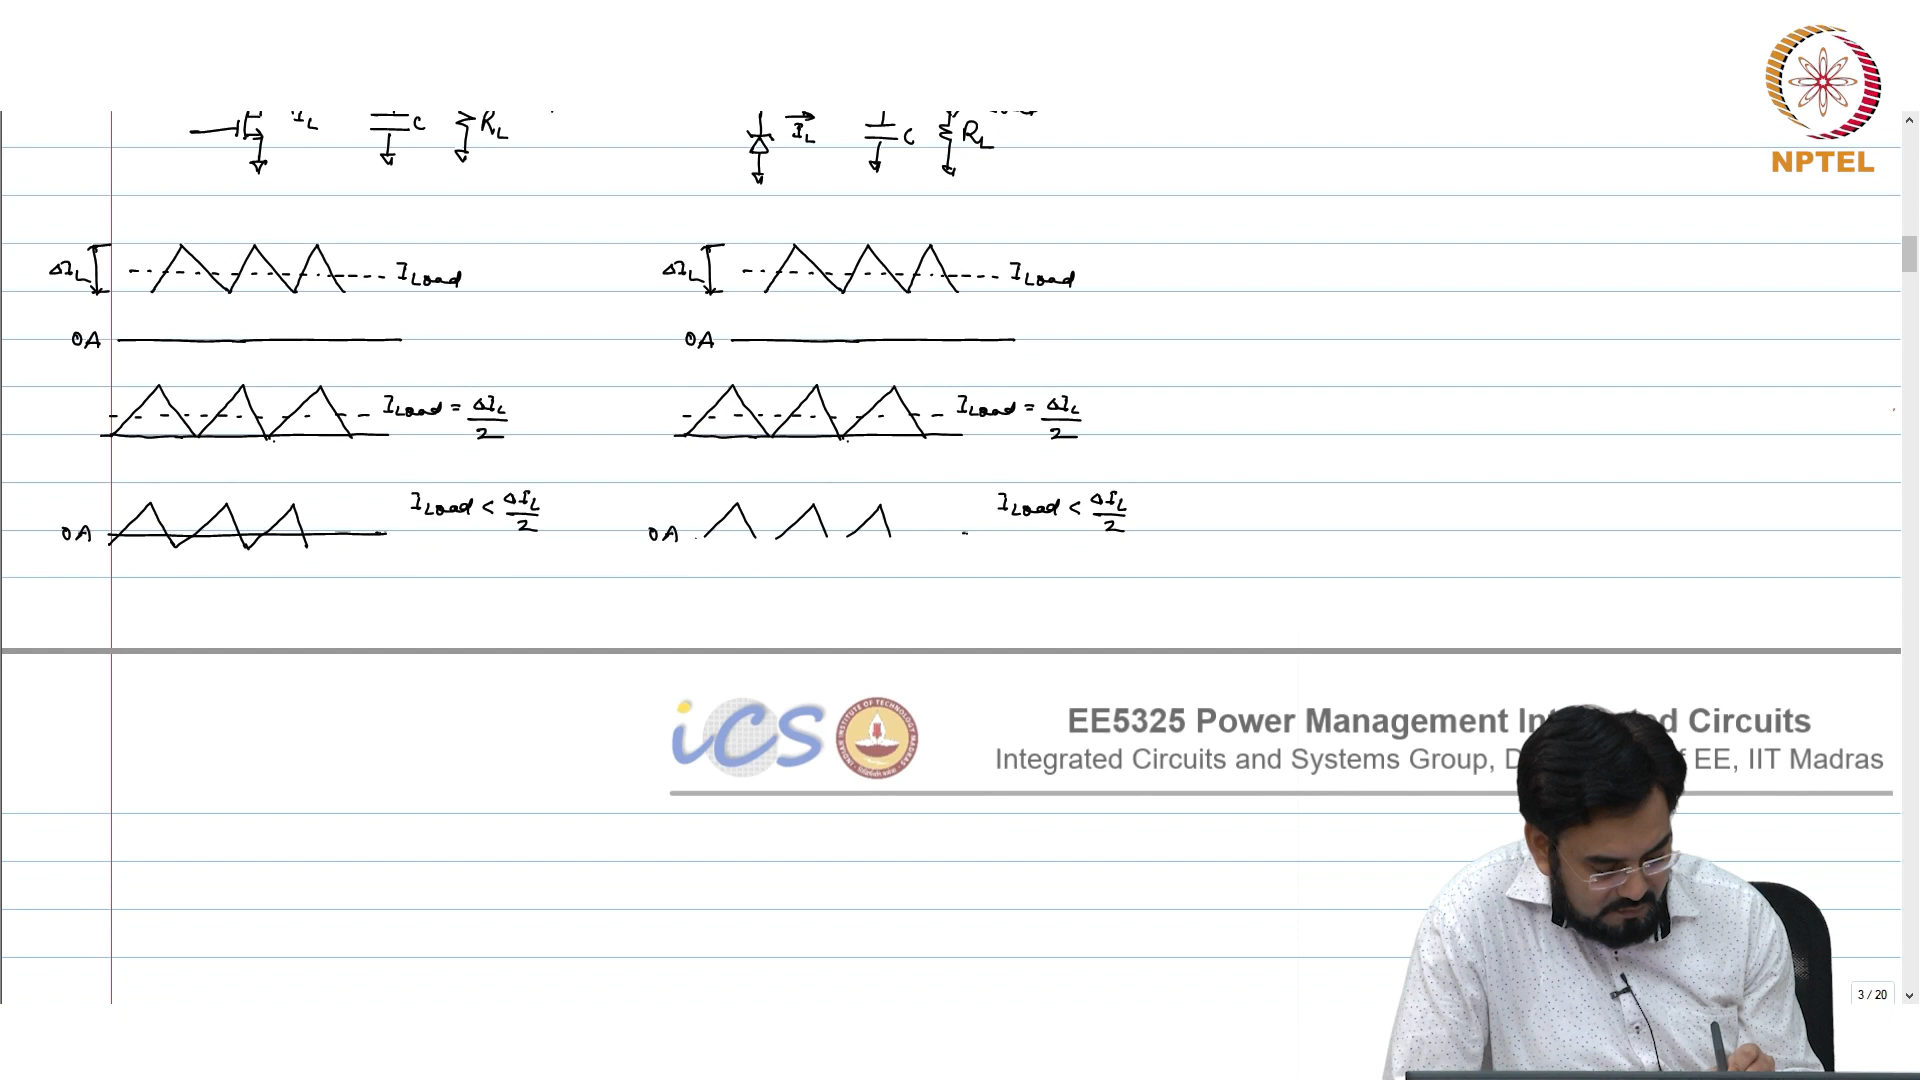 NPTEL
I_L C R_L
I_L C R_L
ΔI_L I_Load
ΔI_L I_Load
0A
0A
I_Load = ΔI_L/2
I_Load = ΔI_L/2
0A I_Load < ΔI_L/2
0A I_Load < ΔI_L/2
ics
EE5325 Power Management In d Circuits
Integrated Circuits and Systems Group, D f EE, IIT Madras
3 / 20